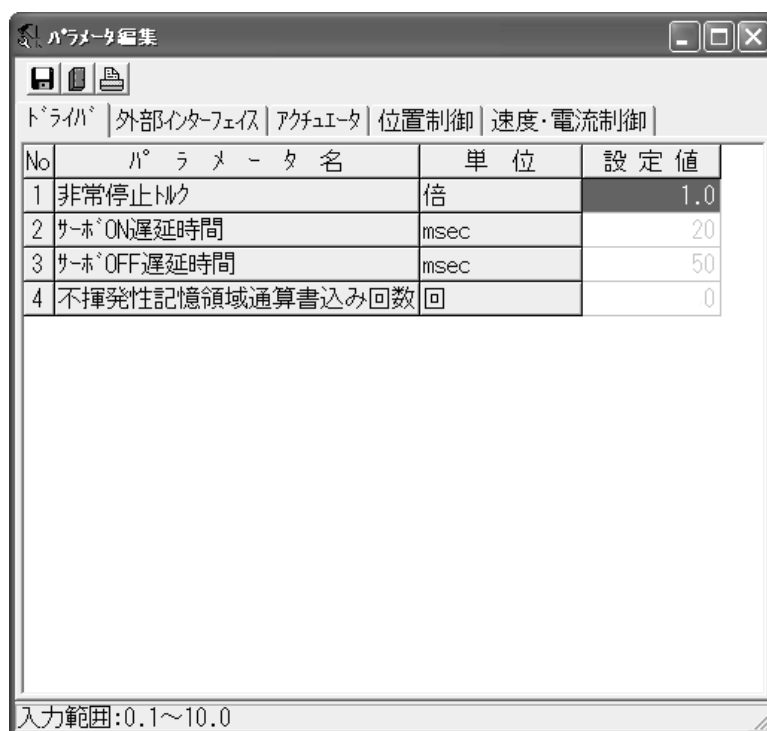 パラメータ編集
ドライバ 外部インターフェイス アクチュエータ 位置制御 速度・電流制御
No パラメータ名 単位 設定値
1 非常停止トルク 倍 1.0
2 サーボON遅延時間 msec 20
3 サーボOFF遅延時間 msec 50
4 不揮発性記憶領域通算書込み回数 回 0
入力範囲:0.1～10.0